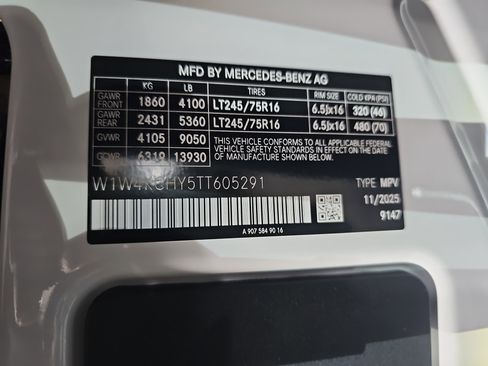 MFD BY MERCEDES-BENZ AG
KG LB TIRES RIM SIZE COLD KPA (PSI)
GAWR FRONT 1860 4100 LT245/75R16 6.5Jx16 320 (46)
GAWR REAR 2431 5360 LT245/75R16 6.5Jx16 480 (70)
GVWR 4105 9050
GCWR 6319 13930
THIS VEHICLE CONFORMS TO ALL APPLICABLE
U.S. FEDERAL MOTOR VEHICLE SAFETY
STANDARDS IN EFFECT ON THE DATE OF
MANUFACTURE SHOWN ABOVE.
TYPE MPV
11/2025
9147
A 907 584 90 16